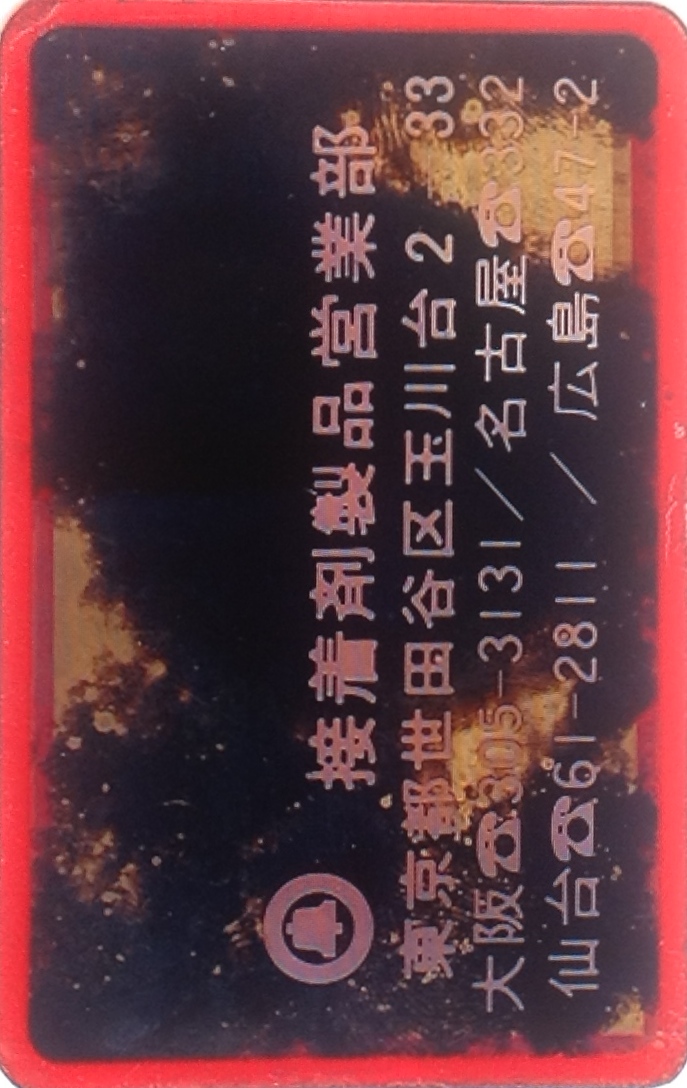 接着剤製品営業部
東京都世田谷区玉川台2 33
大阪☎305-3131/名古屋☎332
仙台☎61-2811 / 広島☎47-2